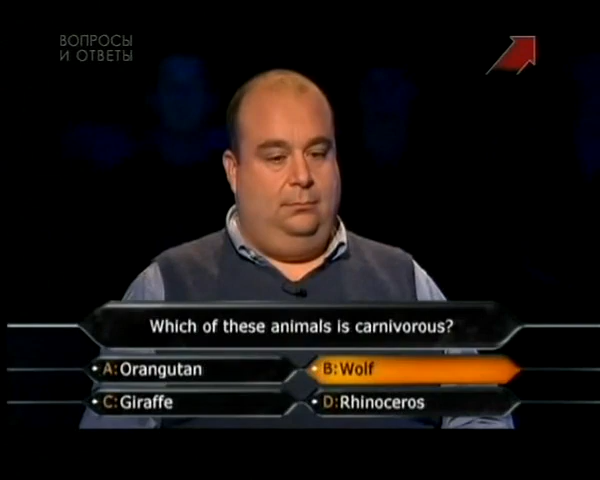 ВОПРОСЫ
И ОТВЕТЫ
Which of these animals is carnivorous?
A: Orangutan
B: Wolf
C: Giraffe
D: Rhinoceros